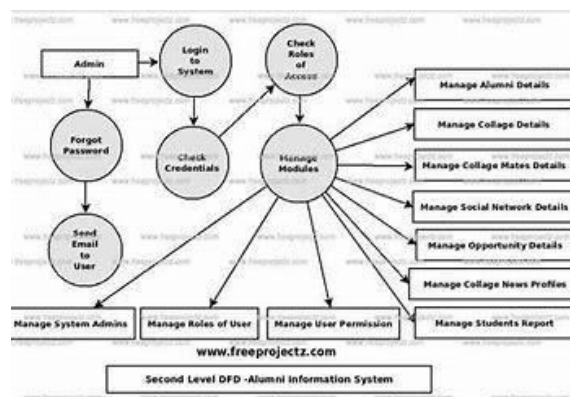 Admin
Login
to
System
Check
Roles
of
Access
Forgot
Password
Check
Credentials
Manage
Modules
Send
Email
to
User
Manage Alumni Details
Manage Collage Details
Manage Collage Mates Details
Manage Social Network Details
Manage Opportunity Details
Manage Collage News Profiles
Manage Students Report
Manage System Admins
Manage Roles of User
Manage User Permission
www.freeprojectz.com
Second Level DFD -Alumni Information System